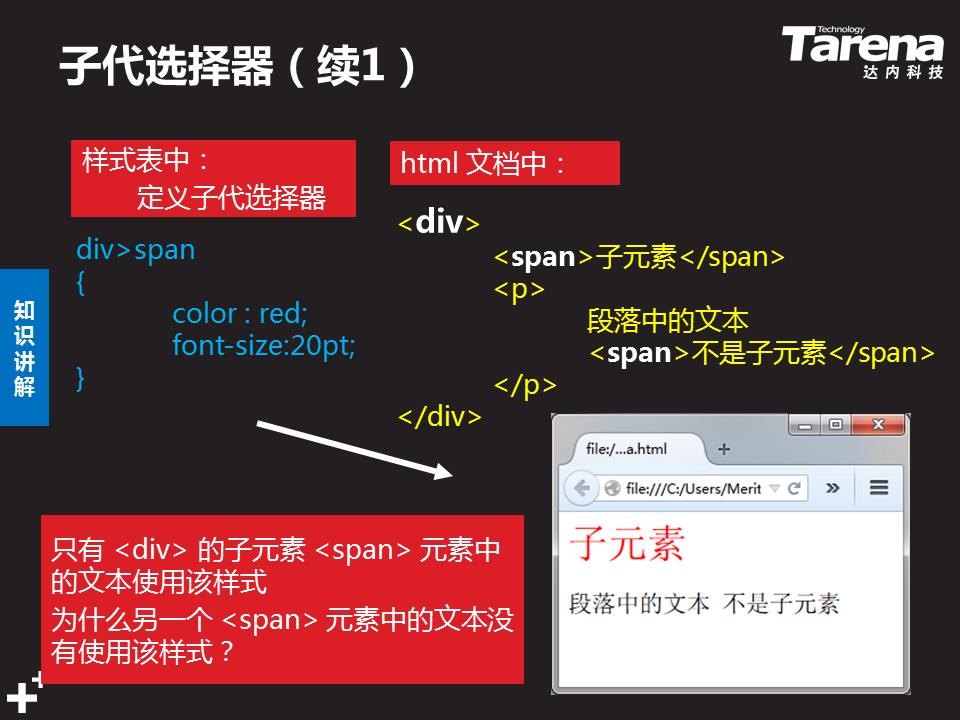 子代选择器（续1）
Technology
Tarena
达内科技
样式表中：
定义子代选择器
html 文档中：
div>span
{
color : red;
font-size:20pt;
}
<div>
<span>子元素</span>
<p>
段落中的文本
<span>不是子元素</span>
</p>
</div>
知识讲解
file:/...a.html
+
file:///C:/Users/Merit
»
子元素
段落中的文本 不是子元素
只有 <div> 的子元素 <span> 元素中
的文本使用该样式
为什么另一个 <span> 元素中的文本没
有使用该样式？